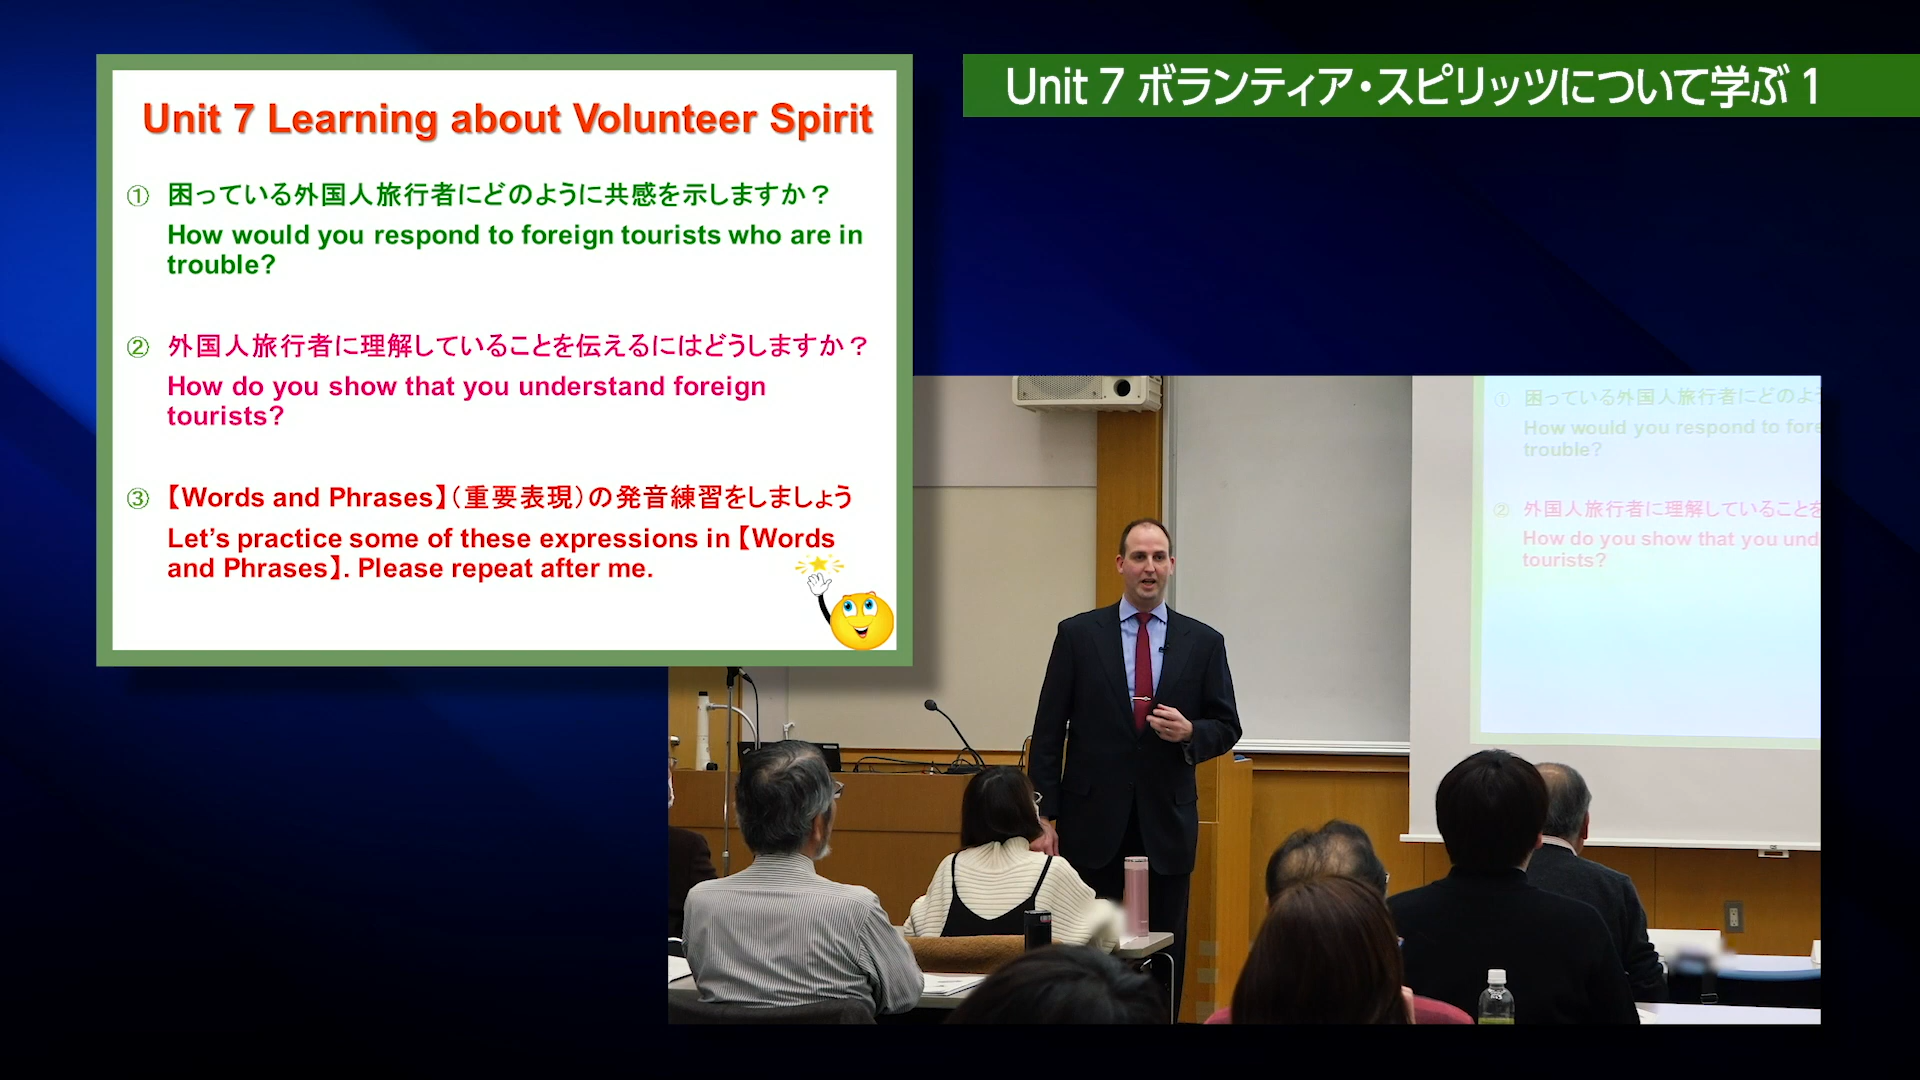 Unit 7 ボランティア・スピリッツについて学ぶ 1
Unit 7 Learning about Volunteer Spirit
① 困っている外国人旅行者にどのように共感を示しますか？
How would you respond to foreign tourists who are in
trouble?
② 外国人旅行者に理解していることを伝えるにはどうしますか？
How do you show that you understand foreign
tourists?
③ 【Words and Phrases】（重要表現）の発音練習をしましょう
Let's practice some of these expressions in【Words
and Phrases】. Please repeat after me.
① 困っている外国人旅行者にどのよう
How would you respond to fore
trouble?
② 外国人旅行者に理解していることを
How do you show that you und
tourists?